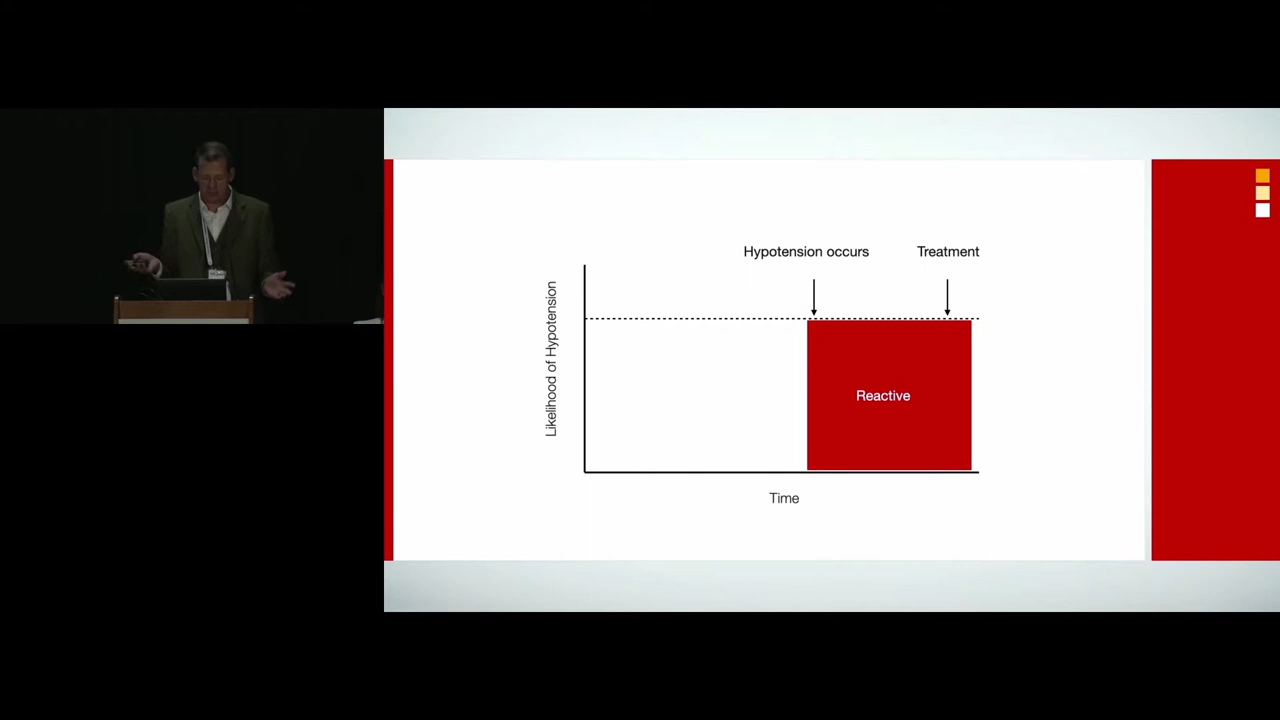 Hypotension occurs
Treatment
Likelihood of Hypotension
Reactive
Time